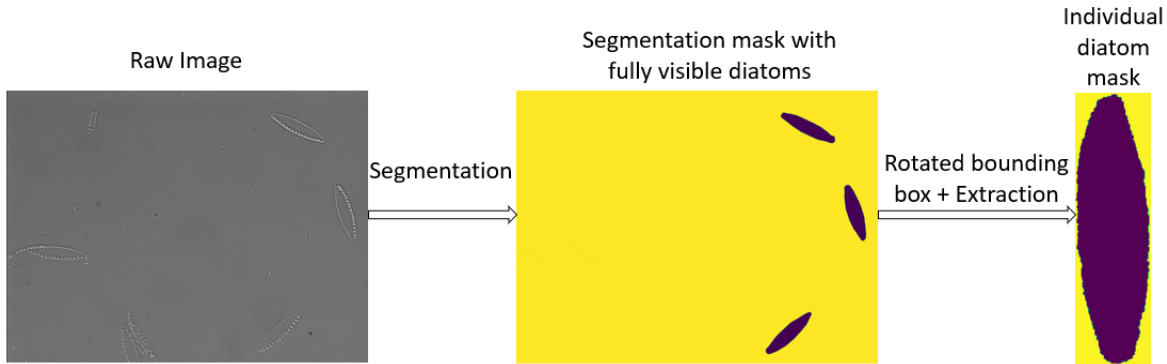 Raw Image
Segmentation
Segmentation mask with
fully visible diatoms
Rotated bounding
box + Extraction
Individual
diatom
mask